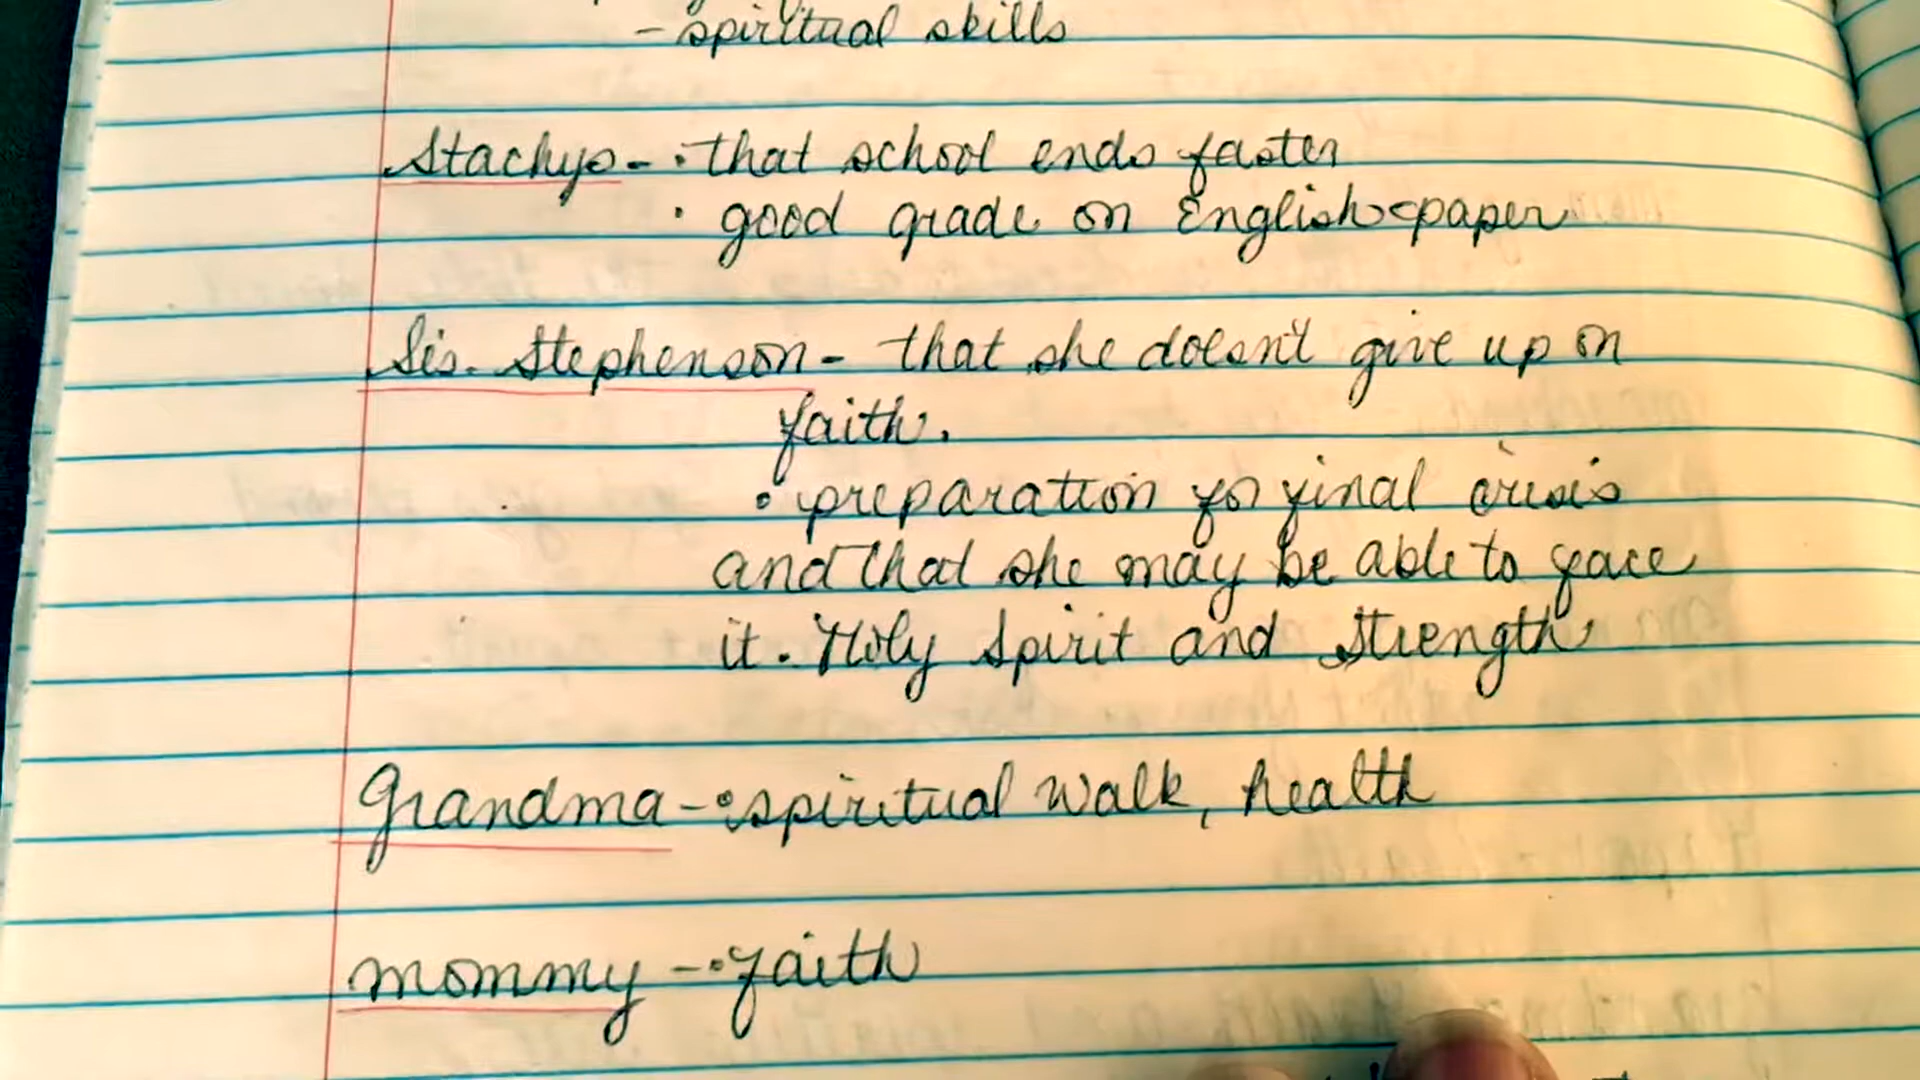 - spiritual skills
Stachys - · that school ends faster
· good grade on English paper
Sis. Stephenson - that she doesn't give up on
faith.
• preparation for final crisis
and that she may be able to face
it. Holy Spirit and strength
Grandma - • spiritual walk, health
mommy - • faith